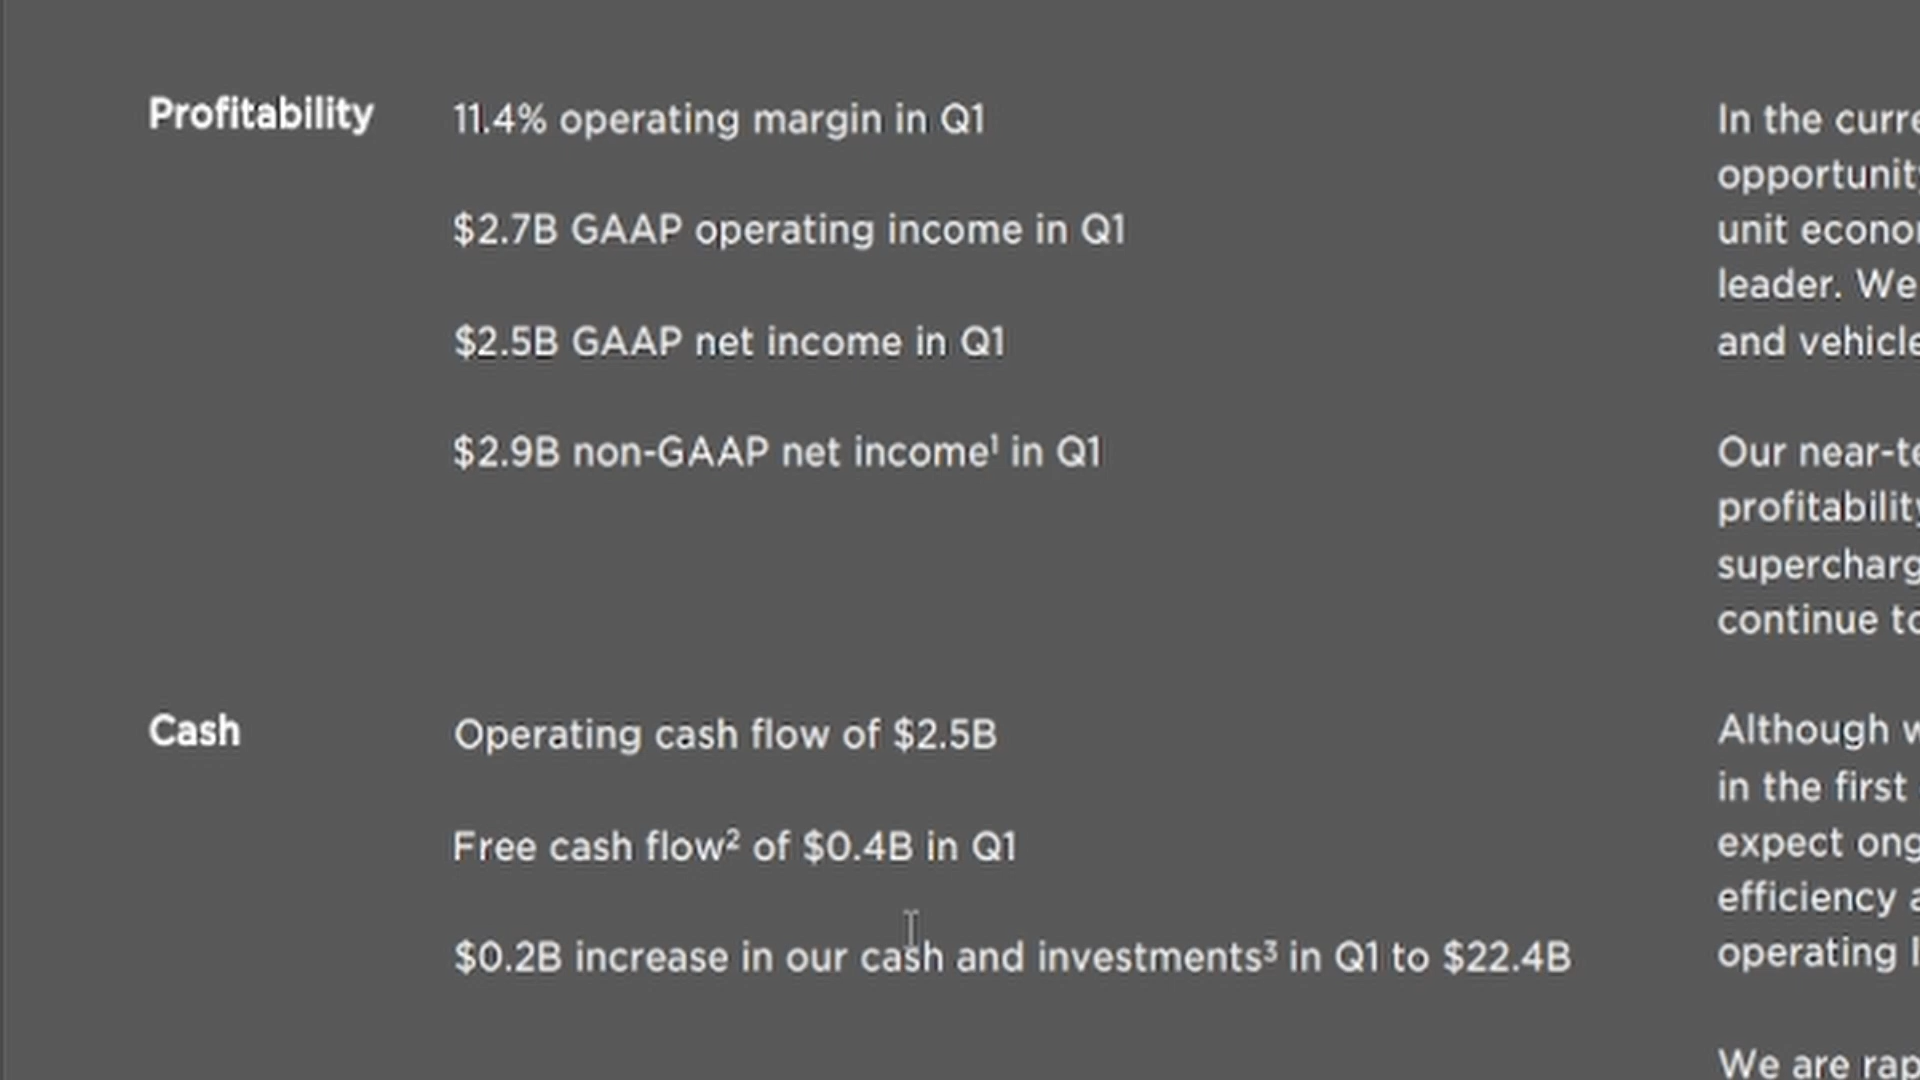 Profitability
11.4% operating margin in Q1
$2.7B GAAP operating income in Q1
$2.5B GAAP net income in Q1
$2.9B non-GAAP net income¹ in Q1
Cash
Operating cash flow of $2.5B
Free cash flow² of $0.4B in Q1
$0.2B increase in our cash and investments³ in Q1 to $22.4B
In the
unit
leader. We
and
Our
continue
Although
in the first
expect
efficiency
operating
We are